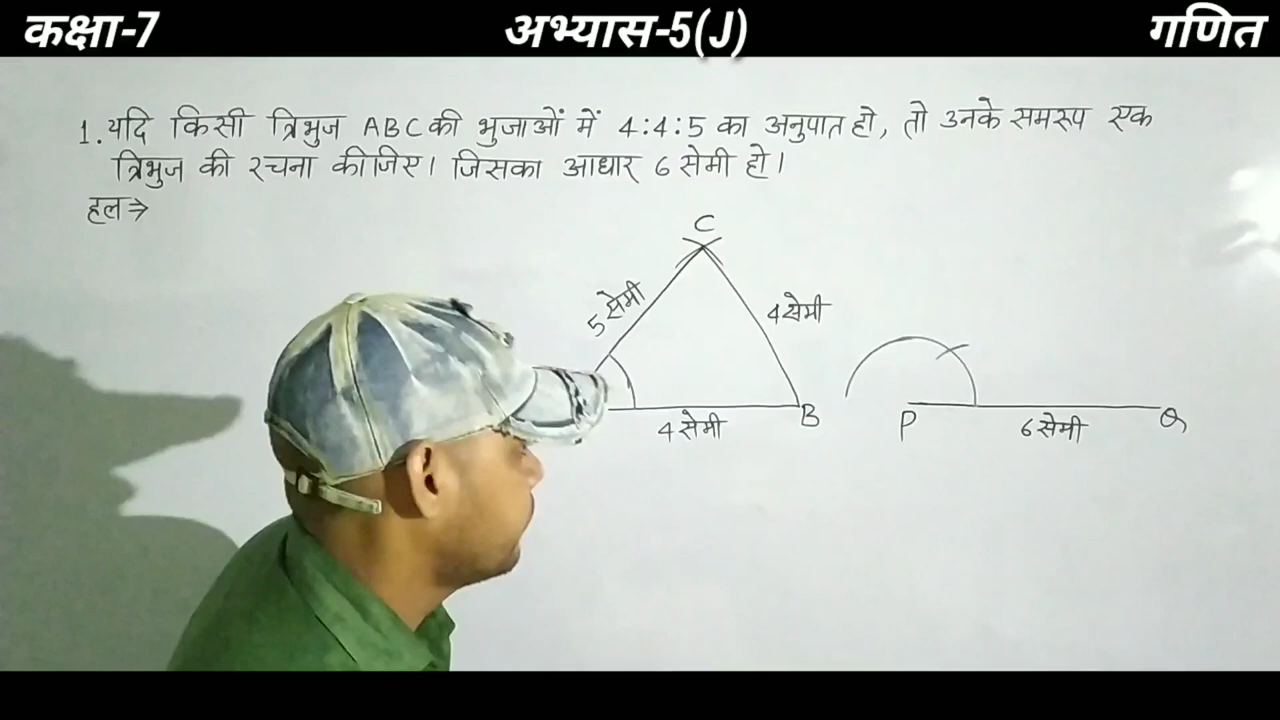 कक्षा-7 अभ्यास-5(J) गणित
1. यदि किसी त्रिभुज ABC की भुजाओं में 4:4:5 का अनुपात हो, तो उनके समरूप एक
त्रिभुज की रचना कीजिए। जिसका आधार 6 सेमी हो।
हल⇒
C
5 सेमी
4 सेमी
B
4 सेमी
P
6 सेमी
Q